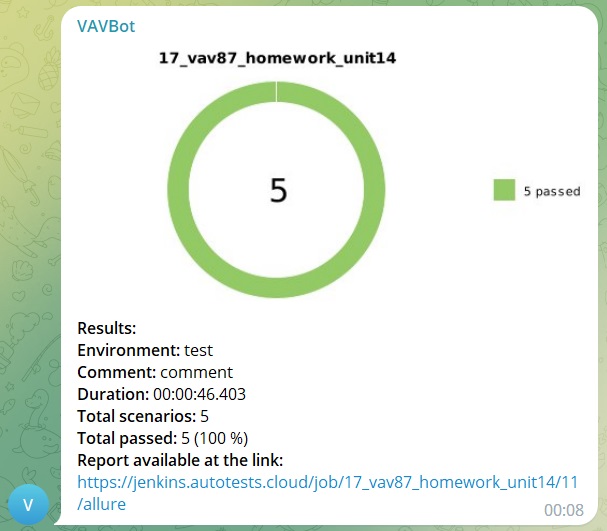 VAVBot
17_vav87_homework_unit14
5
5 passed
Results:
Environment: test
Comment: comment
Duration: 00:00:46.403
Total scenarios: 5
Total passed: 5 (100 %)
Report available at the link:
https://jenkins.autotests.cloud/job/17_vav87_homework_unit14/11
/allure
V
00:08